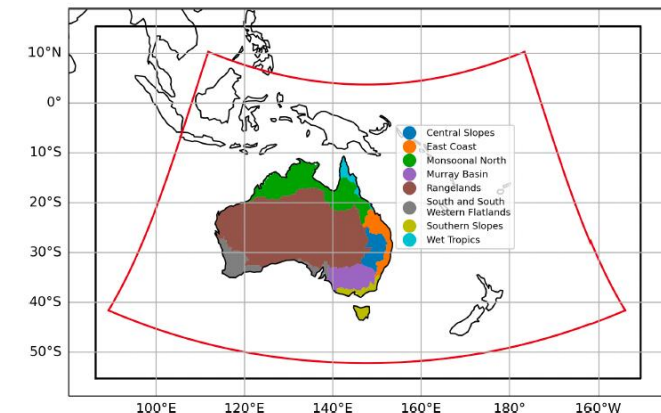 10°N
0°
10°S
20°S
30°S
40°S
50°S
Central Slopes
East Coast
Monsoonal North
Murray Basin
Rangelands
South and South
Western Flatlands
Southern Slopes
Wet Tropics
100°E
120°E
140°E
160°E
180°
160°W